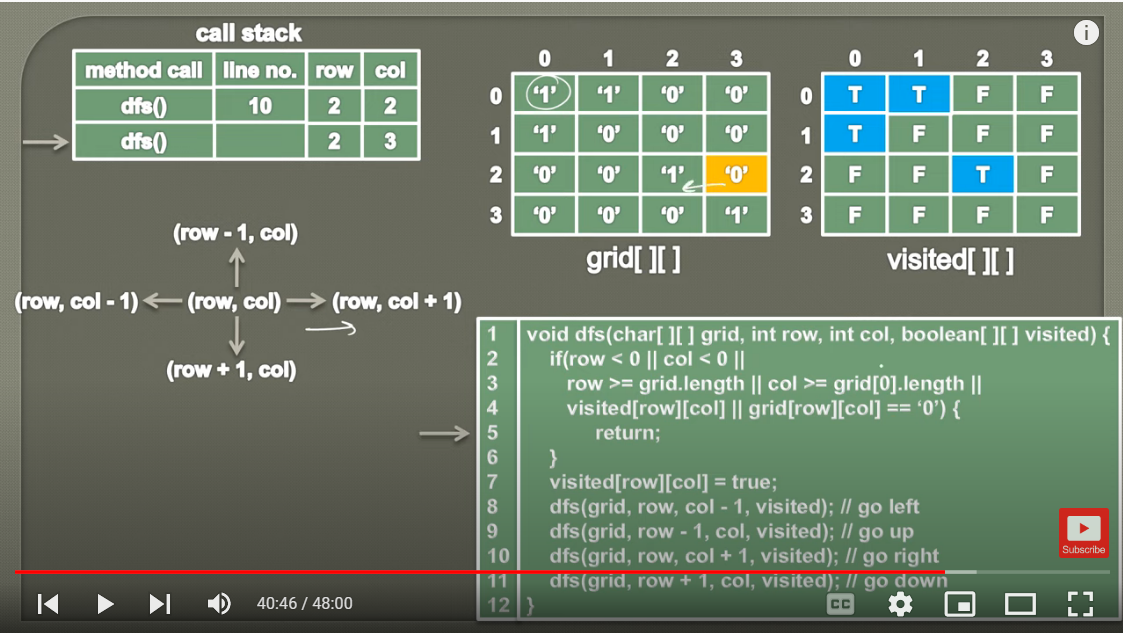 call stack
method call line no. row col
dfs() 10 2 2
dfs() 2 3
0 1 2 3
0 ‘1’ ‘1’ ‘0’ ‘0’
1 ‘1’ ‘0’ ‘0’ ‘0’
2 ‘0’ ‘0’ ‘1’ ‘0’
3 ‘0’ ‘0’ ‘0’ ‘1’
grid[ ][ ]
0 1 2 3
0 T T F F
1 T F F F
2 F F T F
3 F F F F
visited[ ][ ]
i
(row - 1, col)
(row, col - 1) (row, col) (row, col + 1)
(row + 1, col)
1 void dfs(char[ ][ ] grid, int row, int col, boolean[ ][ ] visited) {
2 if(row < 0 || col < 0 ||
3 row >= grid.length || col >= grid[0].length ||
4 visited[row][col] || grid[row][col] == ‘0’) {
5 return;
6 }
7 visited[row][col] = true;
8 dfs(grid, row, col - 1, visited); // go left
9 dfs(grid, row - 1, col, visited); // go up
10 dfs(grid, row, col + 1, visited); // go right
11 dfs(grid, row + 1, col, visited); // go down
12 }
Subscribe
40:46 / 48:00
CC